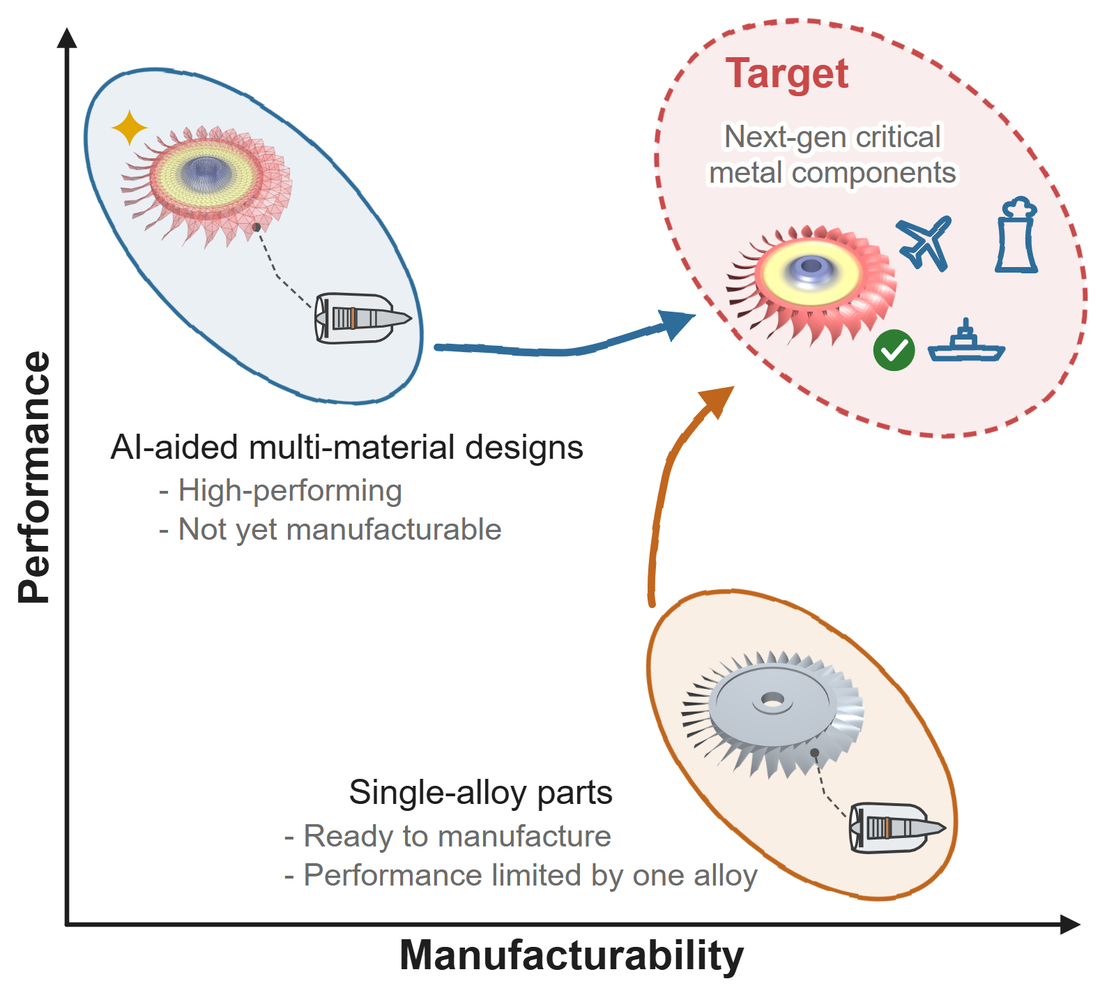 Target
Next-gen critical
metal components
AI-aided multi-material designs
- High-performing
- Not yet manufacturable
Single-alloy parts
- Ready to manufacture
- Performance limited by one alloy
Performance
Manufacturability